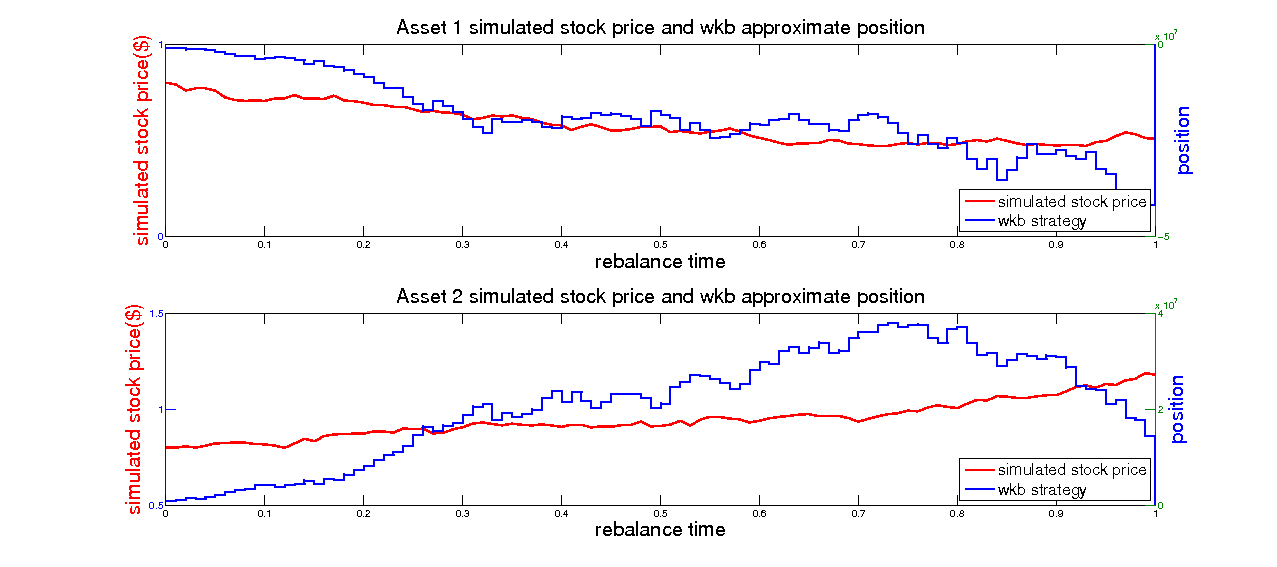 Asset 1 simulated stock price and wkb approximate position
x 10^7
1
0
simulated stock price($)
0
-5
position
simulated stock price
wkb strategy
0 0.1 0.2 0.3 0.4 0.5 0.6 0.7 0.8 0.9 1
rebalance time
Asset 2 simulated stock price and wkb approximate position
x 10^7
1.5
1
0.5
simulated stock price($)
4
2
0
position
simulated stock price
wkb strategy
0 0.1 0.2 0.3 0.4 0.5 0.6 0.7 0.8 0.9 1
rebalance time